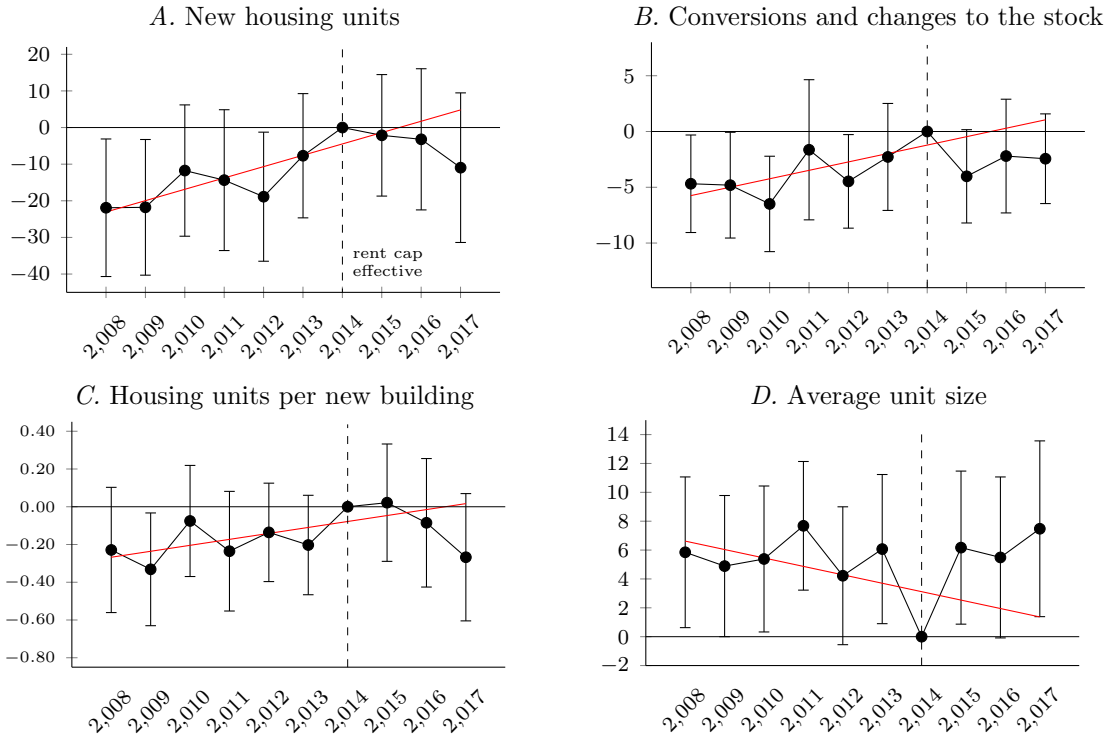 A. New housing units
20
10
0
−10
−20
−30
−40
rent cap
effective
2,008 2,009 2,010 2,011 2,012 2,013 2,014 2,015 2,016 2,017
B. Conversions and changes to the stock
5
0
−5
−10
2,008 2,009 2,010 2,011 2,012 2,013 2,014 2,015 2,016 2,017
C. Housing units per new building
0.40
0.20
0.00
−0.20
−0.40
−0.60
−0.80
2,008 2,009 2,010 2,011 2,012 2,013 2,014 2,015 2,016 2,017
D. Average unit size
14
12
10
8
6
4
2
0
−2
2,008 2,009 2,010 2,011 2,012 2,013 2,014 2,015 2,016 2,017